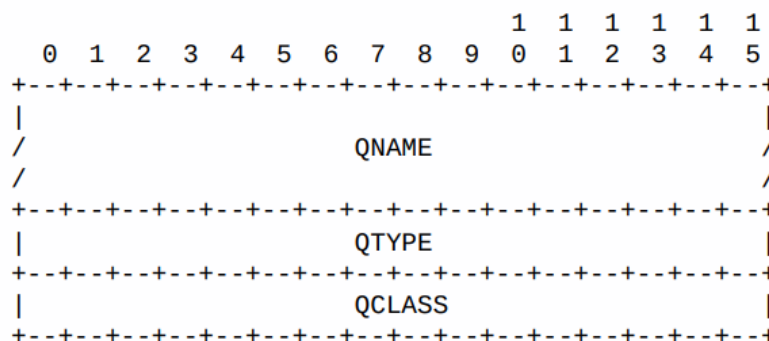 1  1  1  1  1  1
  0  1  2  3  4  5  6  7  8  9  0  1  2  3  4  5
+--+--+--+--+--+--+--+--+--+--+--+--+--+--+--+--+
|                                               |
/                     QNAME                     /
/                                               /
+--+--+--+--+--+--+--+--+--+--+--+--+--+--+--+--+
|                     QTYPE                     |
+--+--+--+--+--+--+--+--+--+--+--+--+--+--+--+--+
|                     QCLASS                    |
+--+--+--+--+--+--+--+--+--+--+--+--+--+--+--+--+